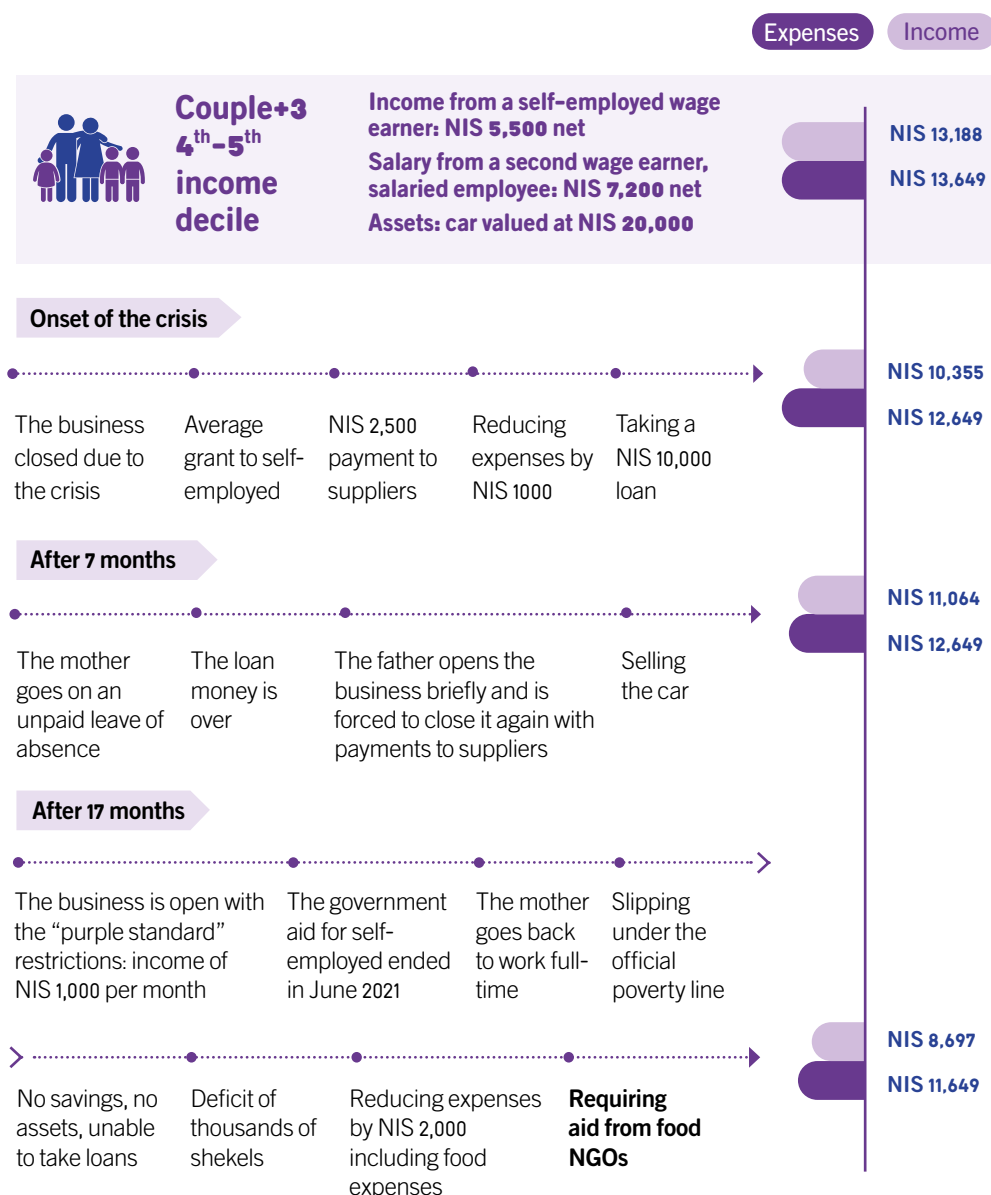 Expenses
Income
Couple+3
4th-5th
income
decile
Income from a self-employed wage
earner: NIS 5,500 net
Salary from a second wage earner,
salaried employee: NIS 7,200 net
Assets: car valued at NIS 20,000
NIS 13,188
NIS 13,649
Onset of the crisis
The business
closed due to
the crisis
Average
grant to self-
employed
NIS 2,500
payment to
suppliers
Reducing
expenses by
NIS 1000
Taking a
NIS 10,000
loan
NIS 10,355
NIS 12,649
After 7 months
The mother
goes on an
unpaid leave of
absence
The loan
money is
over
The father opens the
business briefly and is
forced to close it again with
payments to suppliers
Selling
the car
NIS 11,064
NIS 12,649
After 17 months
The business is open with
the “purple standard”
restrictions: income of
NIS 1,000 per month
The government
aid for self-
employed ended
in June 2021
The mother
goes back
to work full-
time
Slipping
under the
official
poverty line
No savings, no
assets, unable
to take loans
Deficit of
thousands of
shekels
Reducing expenses
by NIS 2,000
including food
expenses
Requiring
aid from food
NGOs
NIS 8,697
NIS 11,649